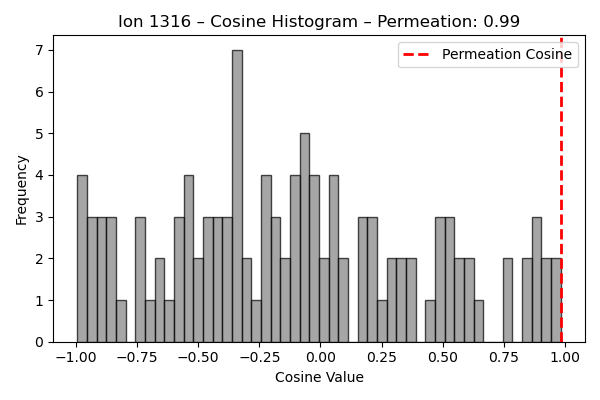 Ion 1316 – Cosine Histogram – Permeation: 0.99
Permeation Cosine
Frequency
7
6
5
4
3
2
1
0
−1.00 −0.75 −0.50 −0.25 0.00 0.25 0.50 0.75 1.00
Cosine Value